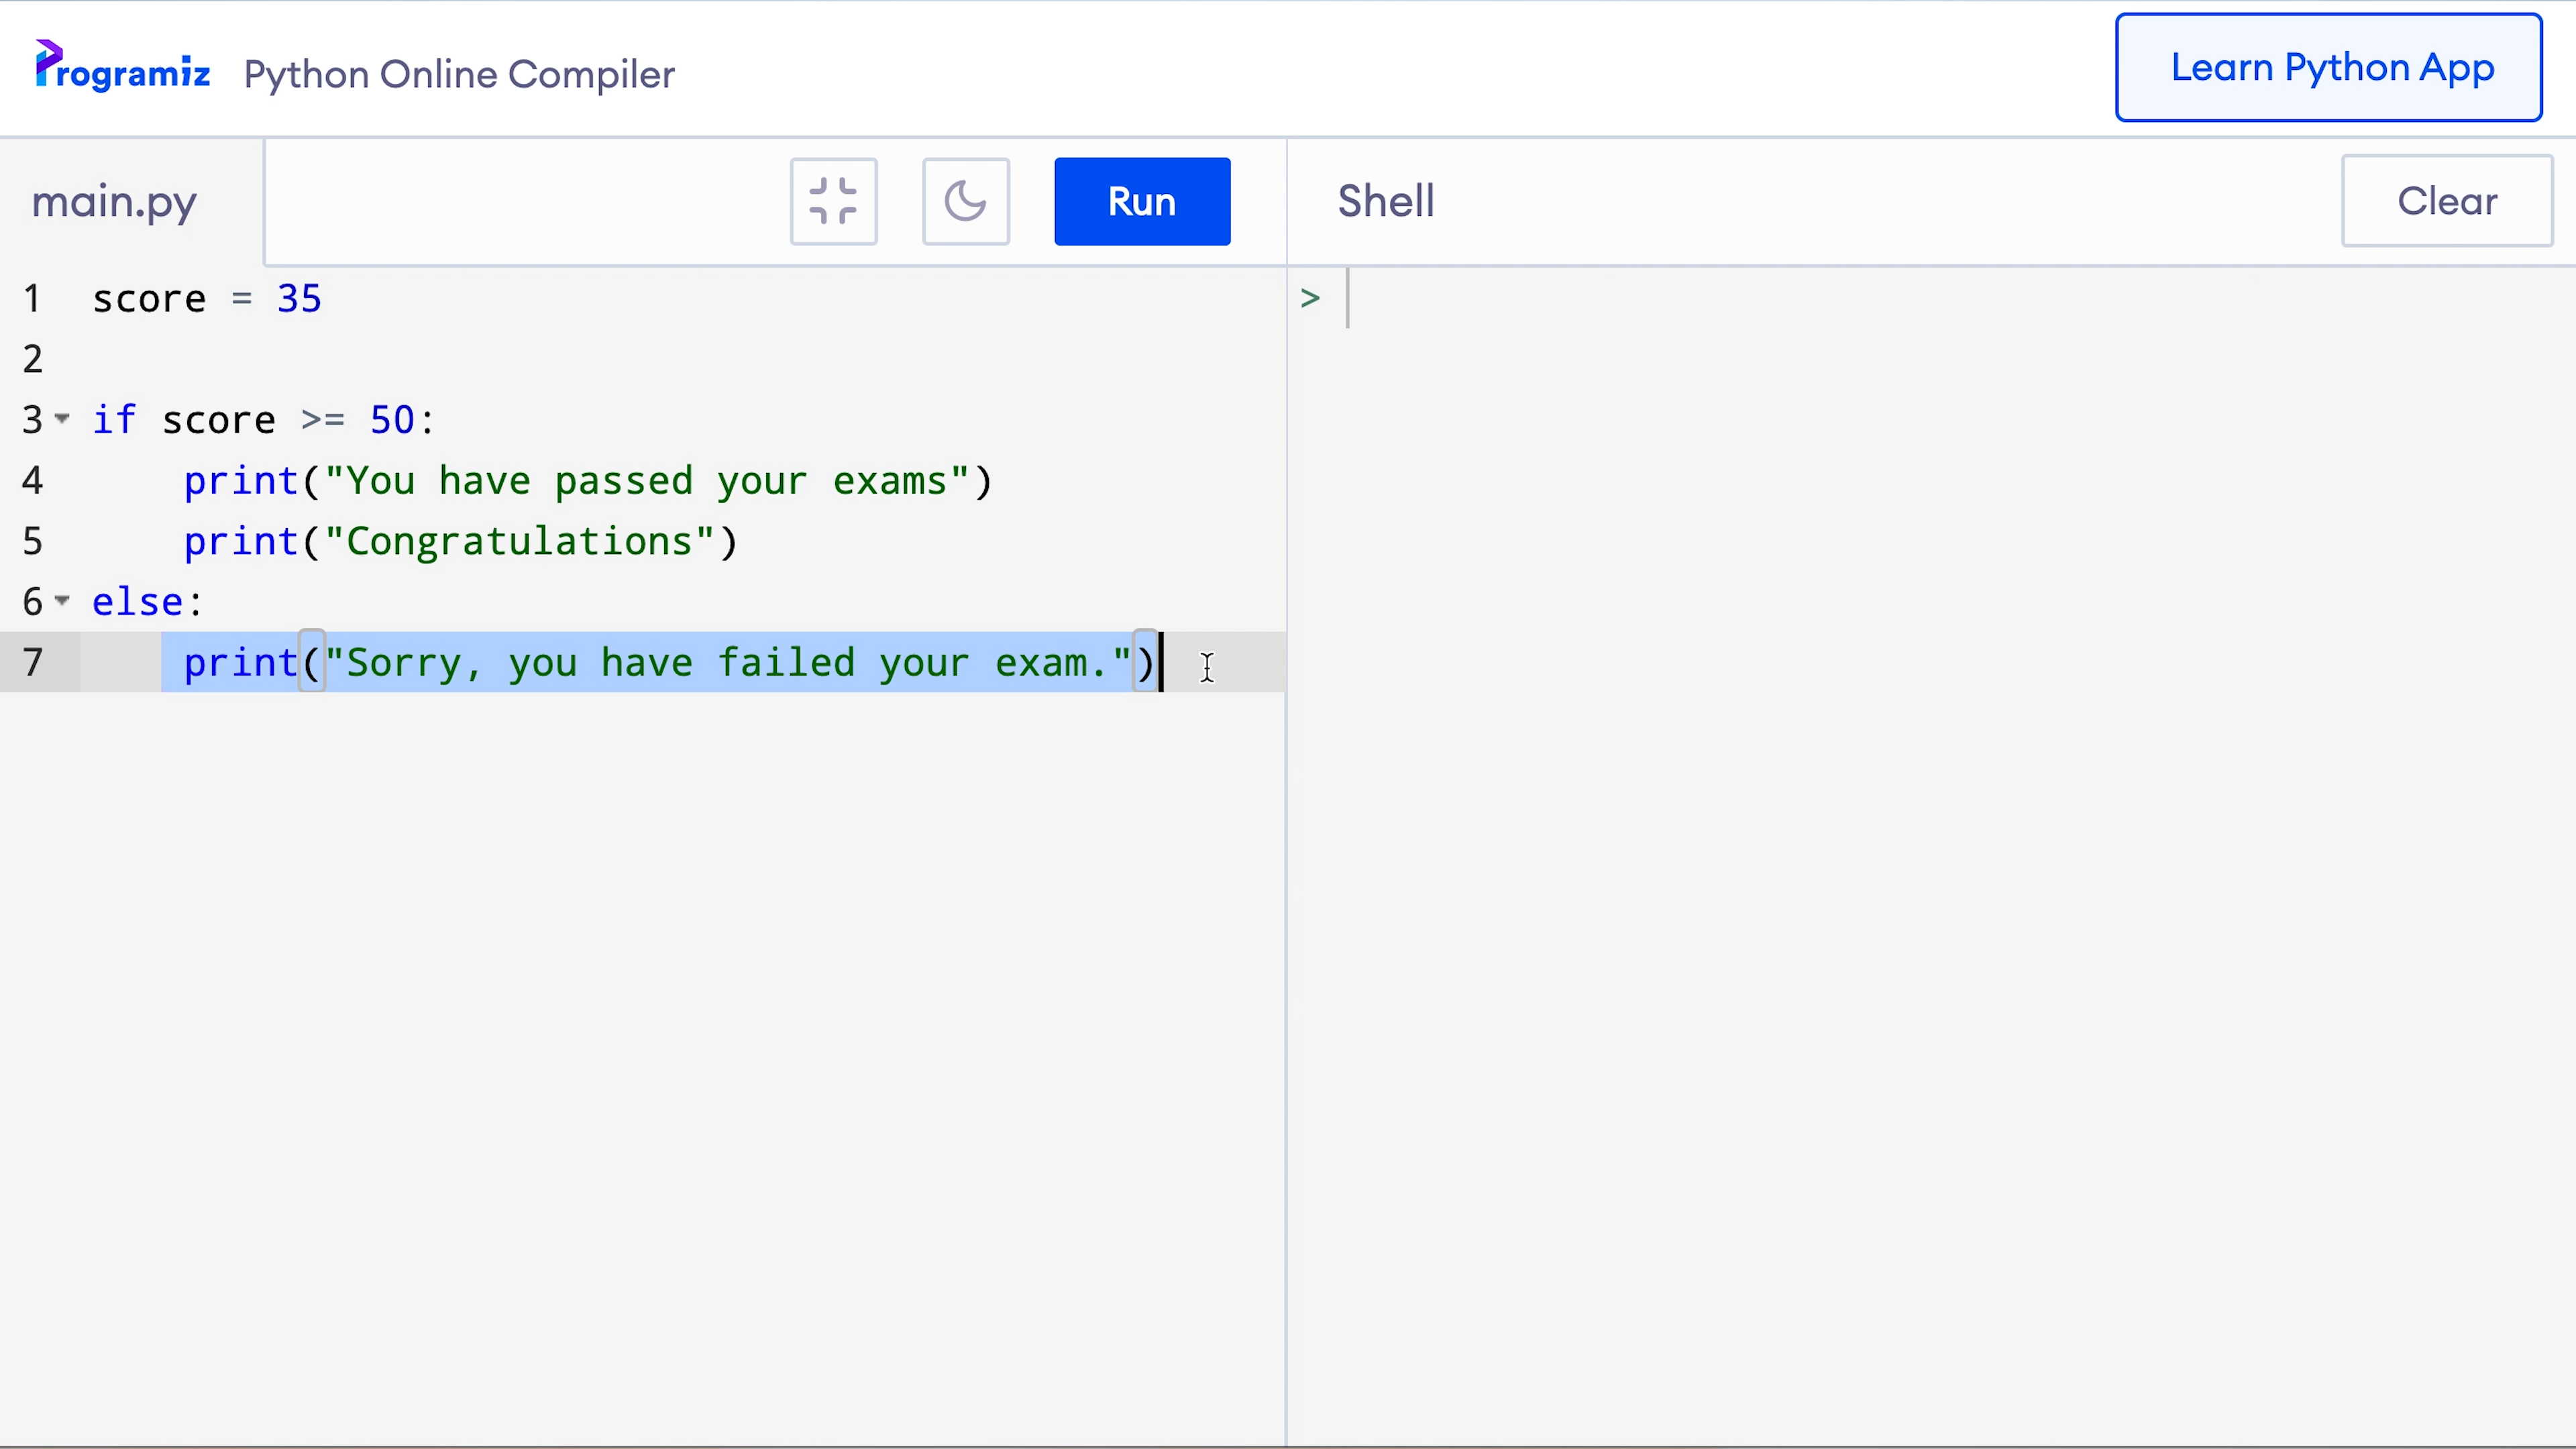 Programiz Python Online Compiler
Learn Python App
main.py
Run
Shell
Clear
1 score = 35
2
3 if score >= 50:
4     print("You have passed your exams")
5     print("Congratulations")
6 else:
7     print("Sorry, you have failed your exam.")
>